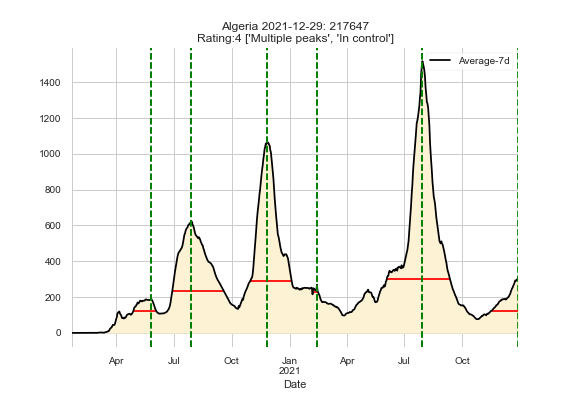 Algeria 2021-12-29: 217647
Rating:4 ['Multiple peaks', 'In control']
Average-7d
1400
1200
1000
800
600
400
200
0
Apr Jul Oct Jan Apr Jul Oct
2021
Date